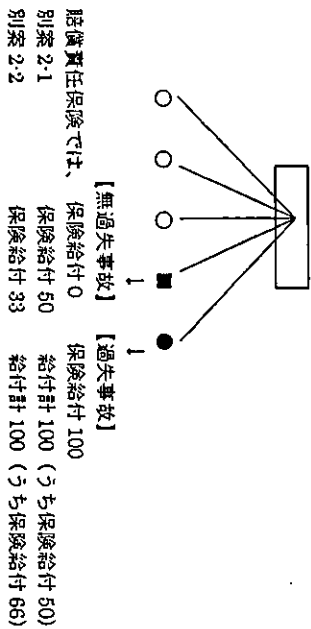 1 1
【無過失事故】 【過失事故】
賠償責任保険では、 保険給付 0 保険給付 100
別案 2-1 保険給付 50 給付計 100(うち保険給付 50)
別案 2-2 保険給付 33 給付計 100(うち保険給付 66)